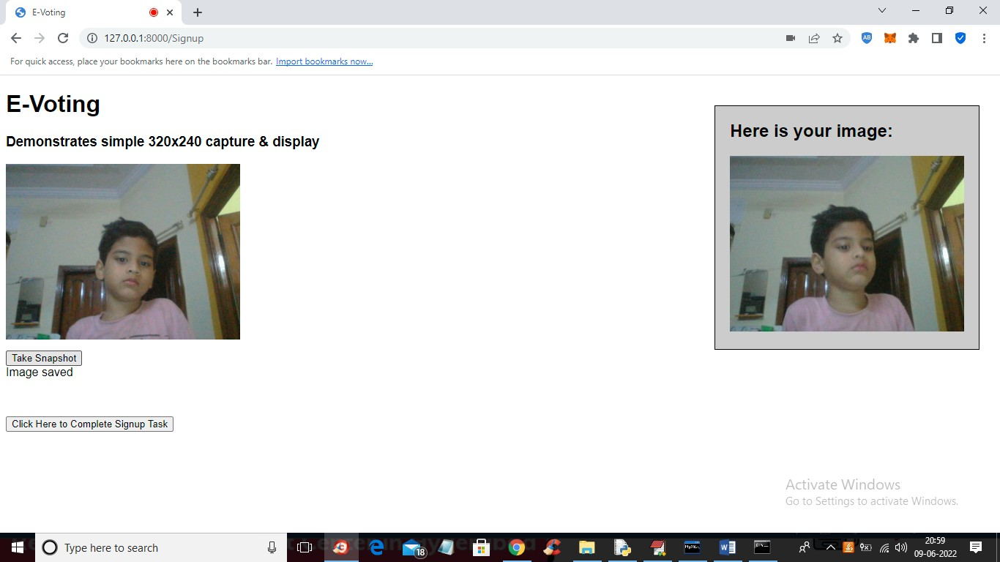 E-Voting
127.0.0.1:8000/Signup
For quick access, place your bookmarks here on the bookmarks bar. Import bookmarks now...
E-Voting
Demonstrates simple 320x240 capture & display
Take Snapshot
Image saved
Click Here to Complete Signup Task
Here is your image:
Activate Windows
Go to Settings to activate Windows.
Type here to search
18
20:59
09-06-2022